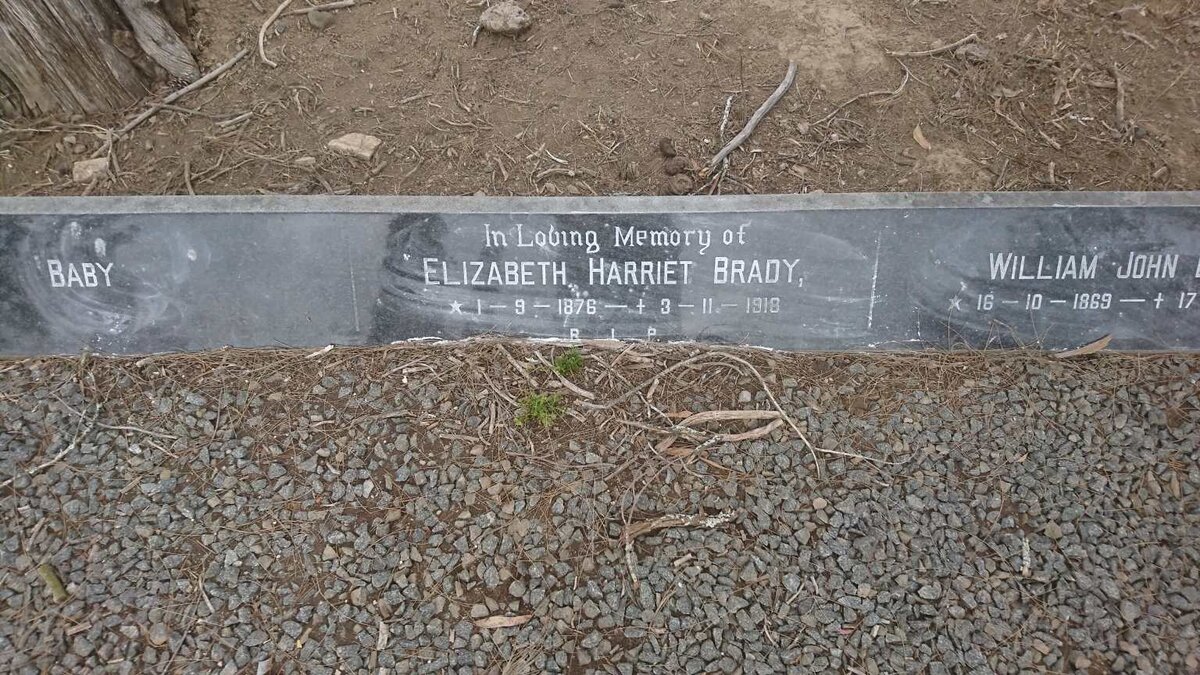 BABY
In Loving Memory of
ELIZABETH HARRIET BRADY,
* 1 - 9 - 1876 - + 3 - 11 - 1918
R. I. P.
WILLIAM JOHN
* 16 - 10 - 1869 - + 17